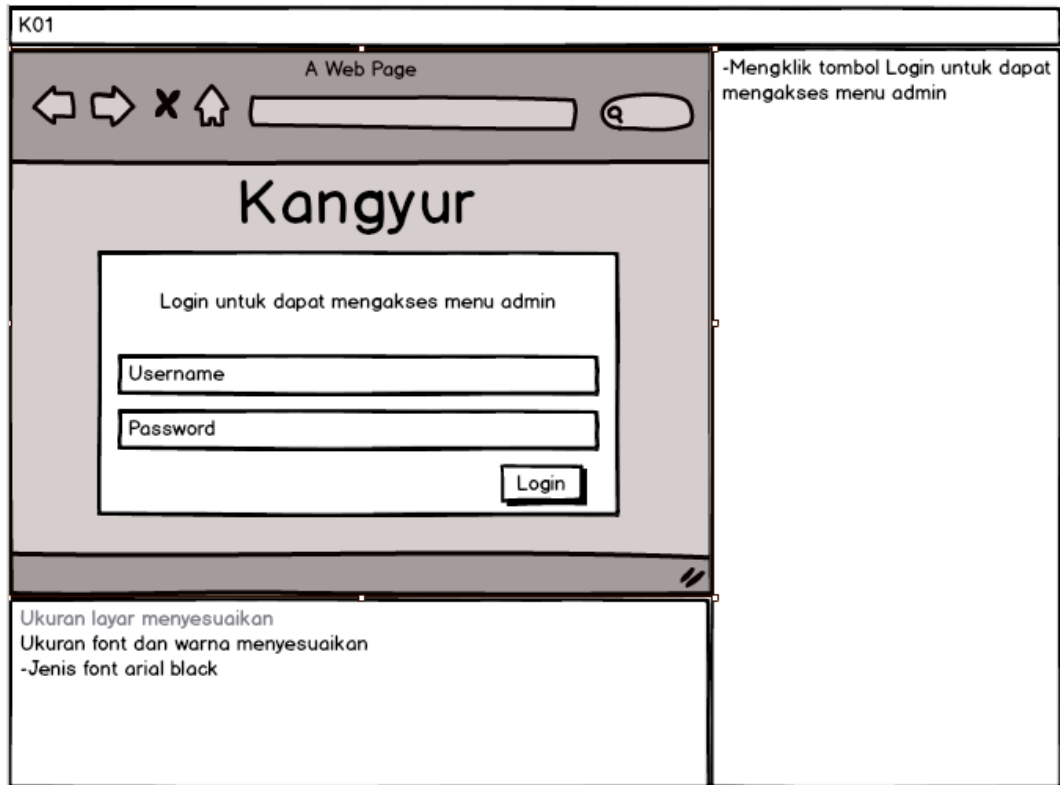 K01
A Web Page
Kangyur
Login untuk dapat mengakses menu admin
Username
Password
Login
-Mengklik tombol Login untuk dapat
mengakses menu admin
Ukuran layar menyesuaikan
Ukuran font dan warna menyesuaikan
-Jenis font arial black